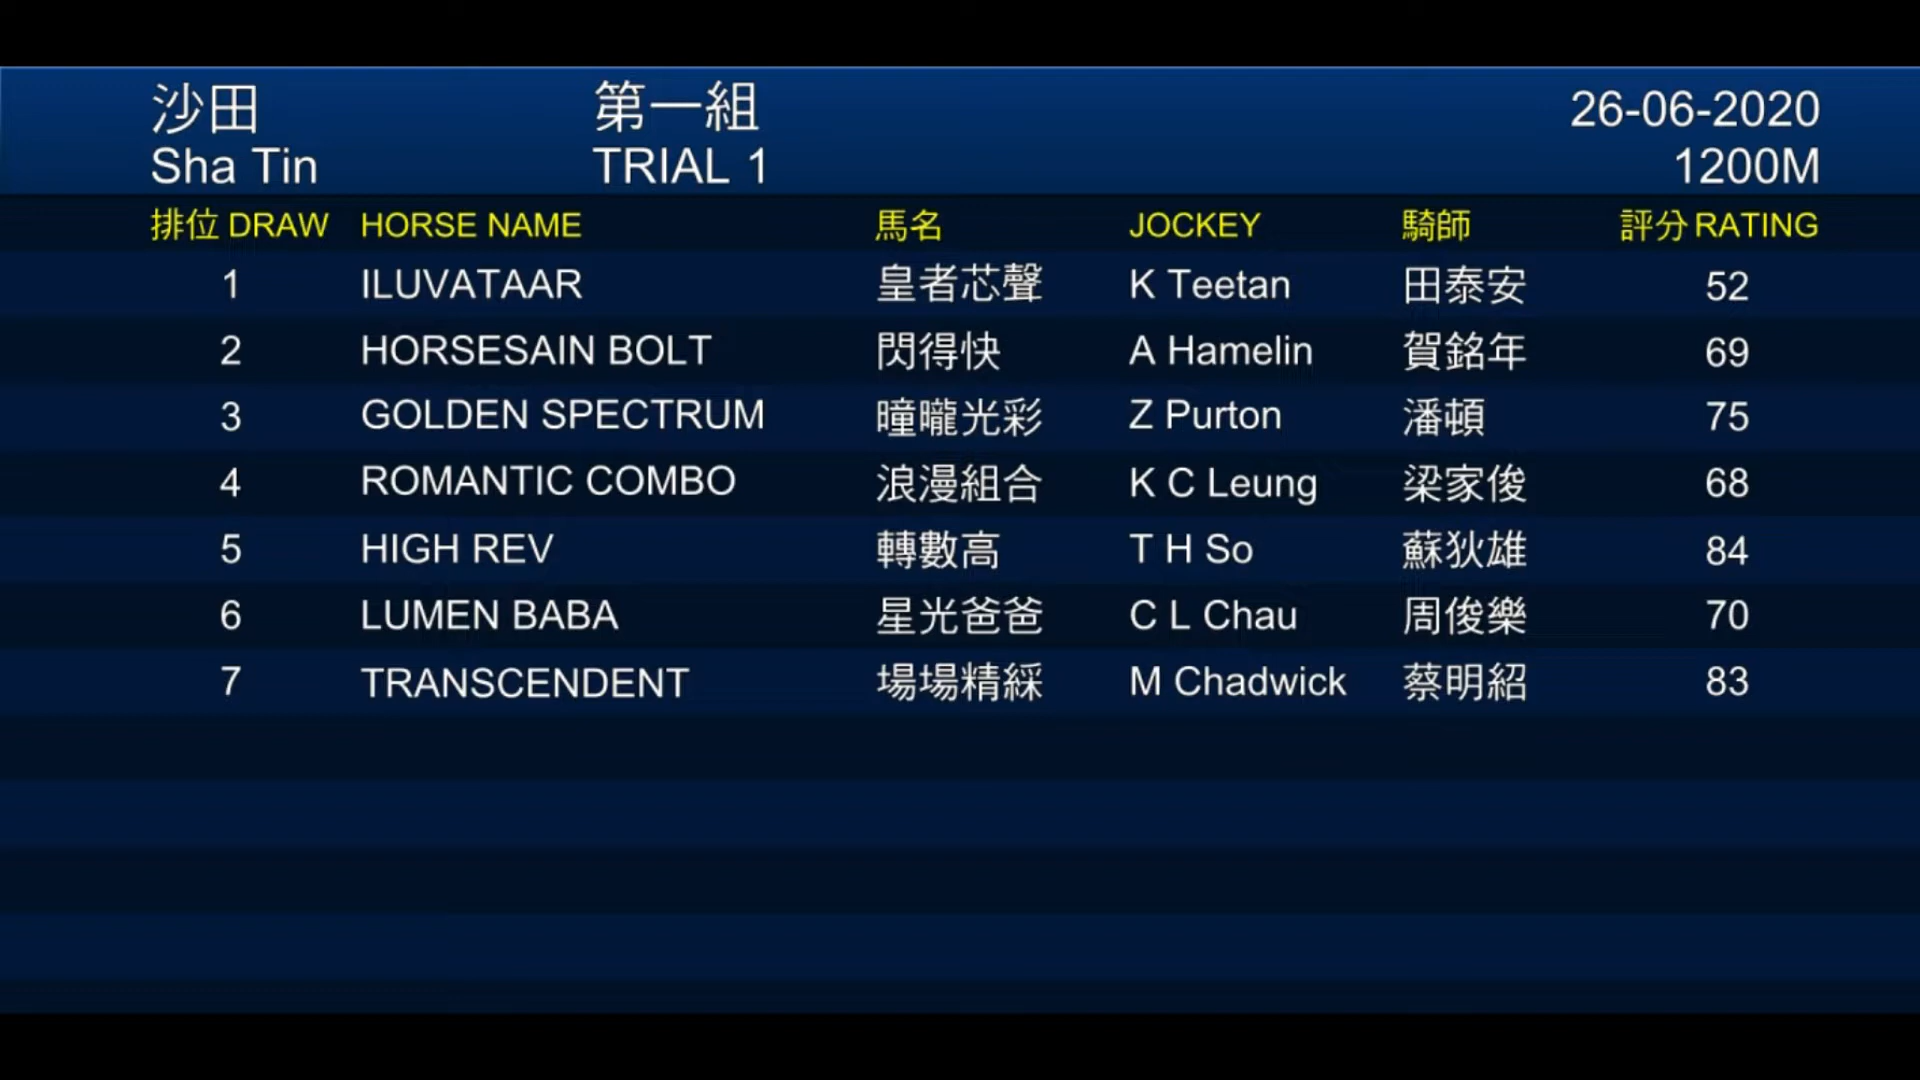 沙田 第一組 26-06-2020
Sha Tin TRIAL 1 1200M
排位 DRAW HORSE NAME 馬名 JOCKEY 騎師 評分 RATING
1 ILUVATAAR 皇者芯聲 K Teetan 田泰安 52
2 HORSESAIN BOLT 閃得快 A Hamelin 賀銘年 69
3 GOLDEN SPECTRUM 曈曨光彩 Z Purton 潘頓 75
4 ROMANTIC COMBO 浪漫組合 K C Leung 梁家俊 68
5 HIGH REV 轉數高 T H So 蘇狄雄 84
6 LUMEN BABA 星光爸爸 C L Chau 周俊樂 70
7 TRANSCENDENT 場場精綵 M Chadwick 蔡明紹 83